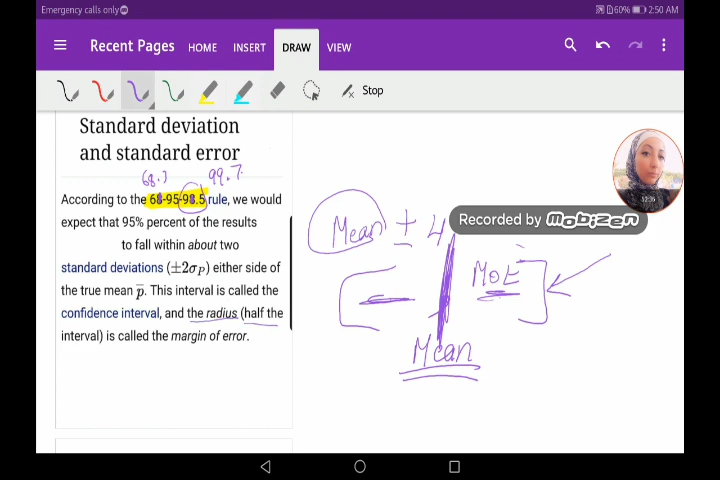 Emergency calls only
60% 2:50 AM
Recent Pages HOME INSERT DRAW VIEW
Stop
Standard deviation
and standard error
68.3 99.7
According to the 68-95-98.5 rule, we would
expect that 95% percent of the results
to fall within about two
standard deviations (±2σP) either side of
the true mean p̅. This interval is called the
confidence interval, and the radius (half the
interval) is called the margin of error.
Mean ± 4
Recorded by Mobizen
12:36
MOE
Mean